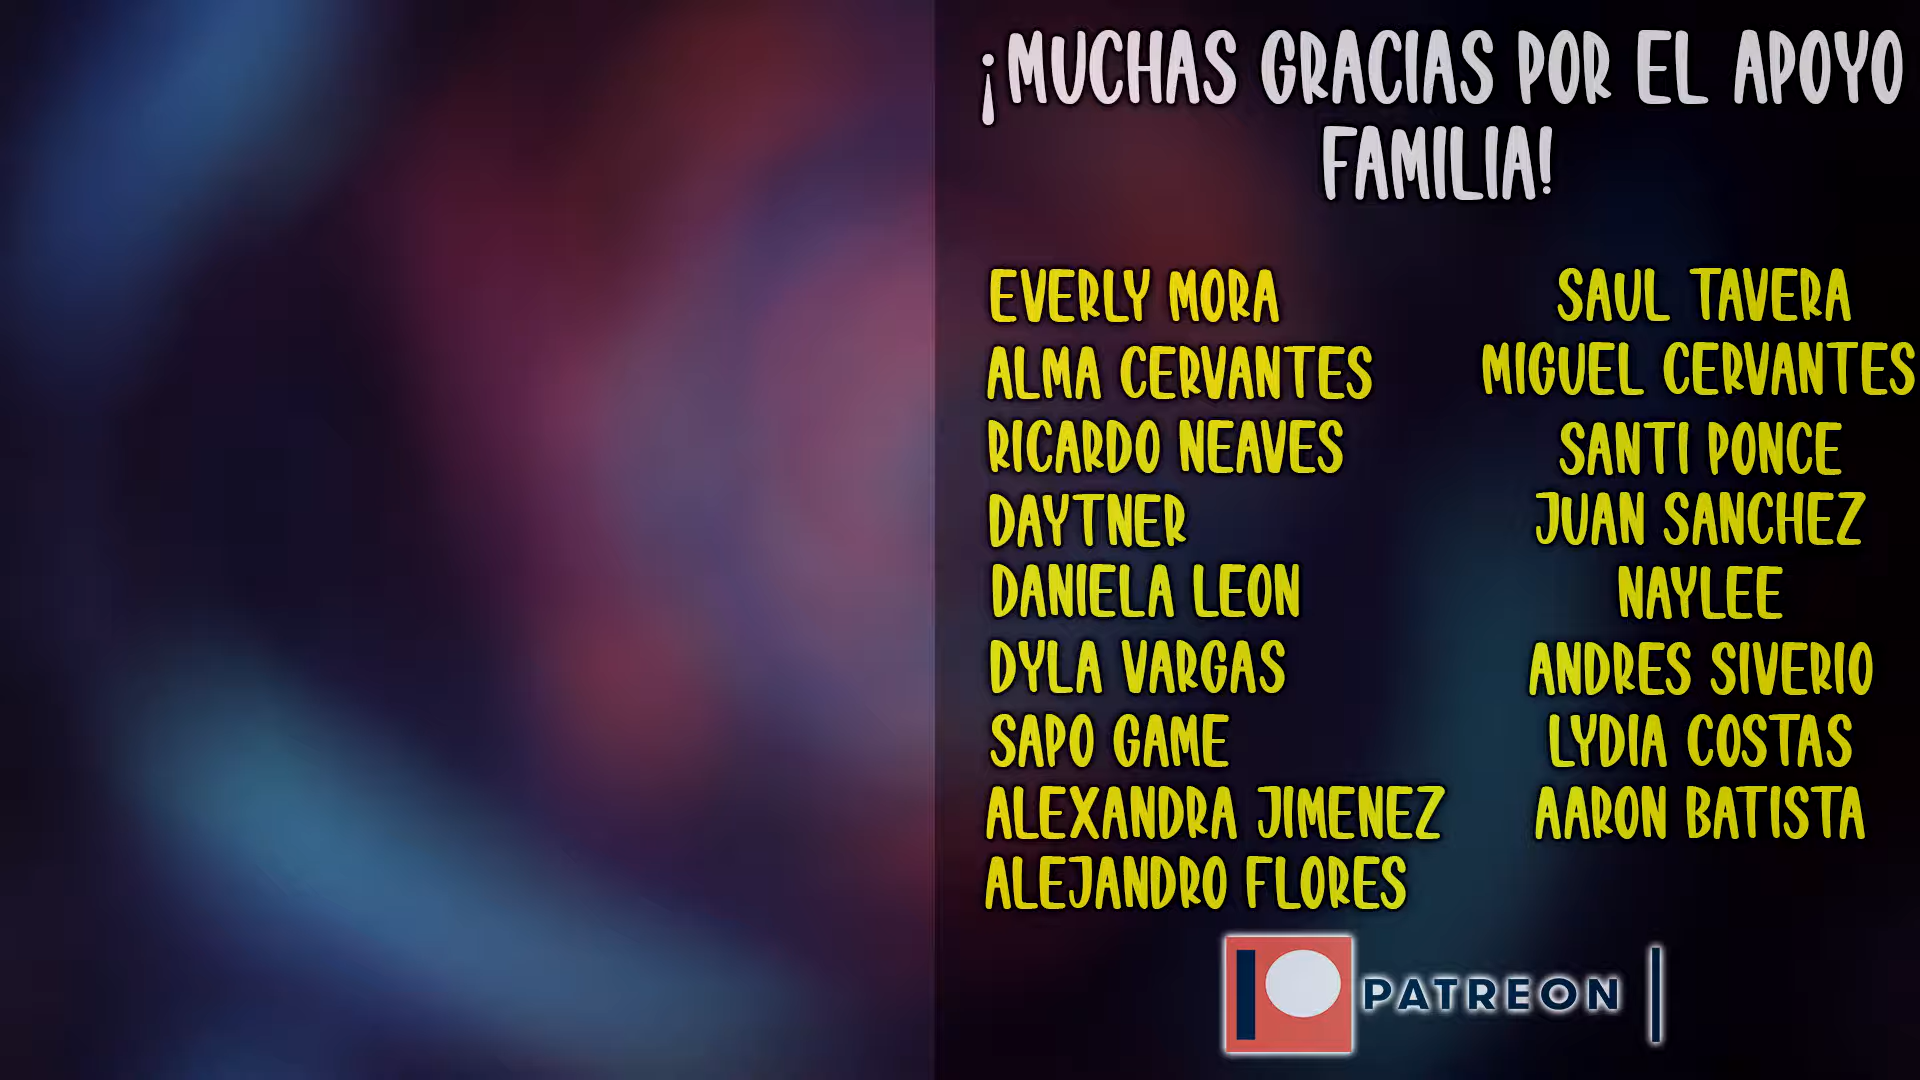 ¡MUCHAS GRACIAS POR EL APOYO
FAMILIA!
EVERLY MORA
ALMA CERVANTES
RICARDO NEAVES
DAYTNER
DANIELA LEON
DYLA VARGAS
SAPO GAME
ALEXANDRA JIMENEZ
ALEJANDRO FLORES
SAUL TAVERA
MIGUEL CERVANTES
SANTI PONCE
JUAN SANCHEZ
NAYLEE
ANDRES SIVERIO
LYDIA COSTAS
AARON BATISTA
PATREON